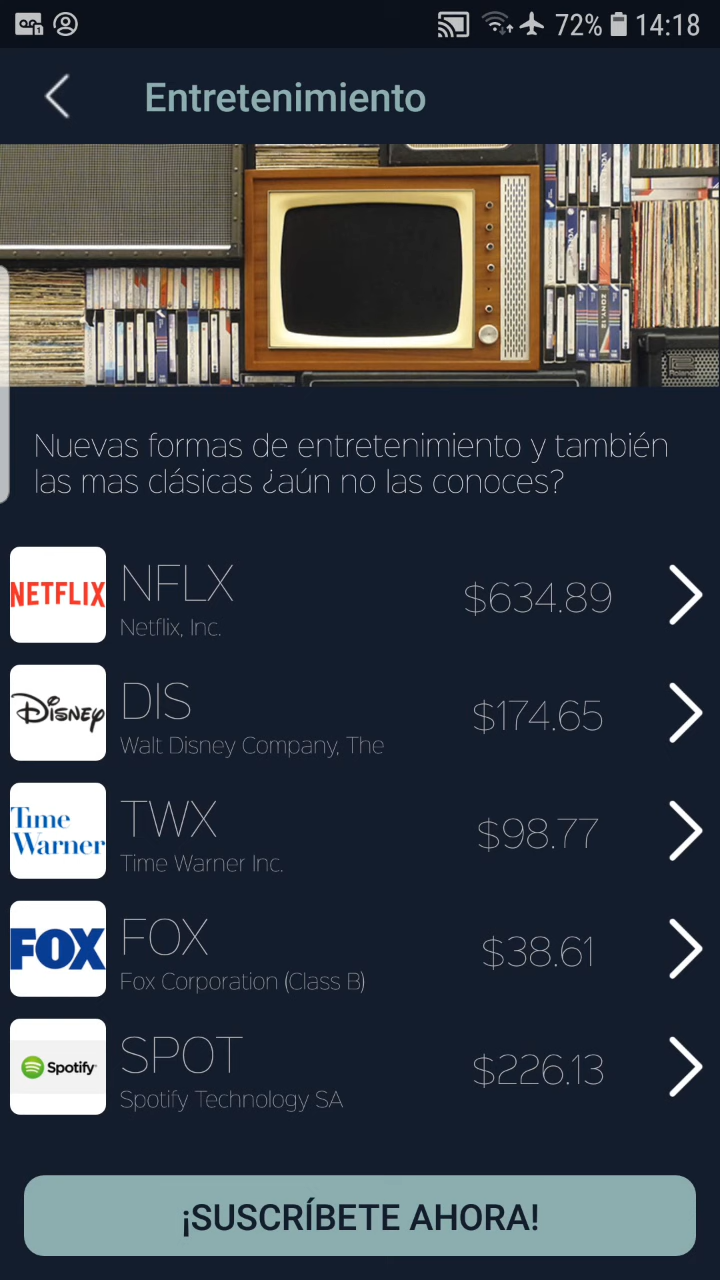 72% 14:18
Entretenimiento
Nuevas formas de entretenimiento y también
las mas clásicas ¿aún no las conoces?
NETFLIX
NFLX
$634.89
Netflix, Inc.
Disney
DIS
$174.65
Walt Disney Company, The
Time
Warner
TWX
$98.77
Time Warner Inc.
FOX
FOX
$38.61
Fox Corporation (Class B)
Spotify
SPOT
$226.13
Spotify Technology SA
¡SUSCRÍBETE AHORA!